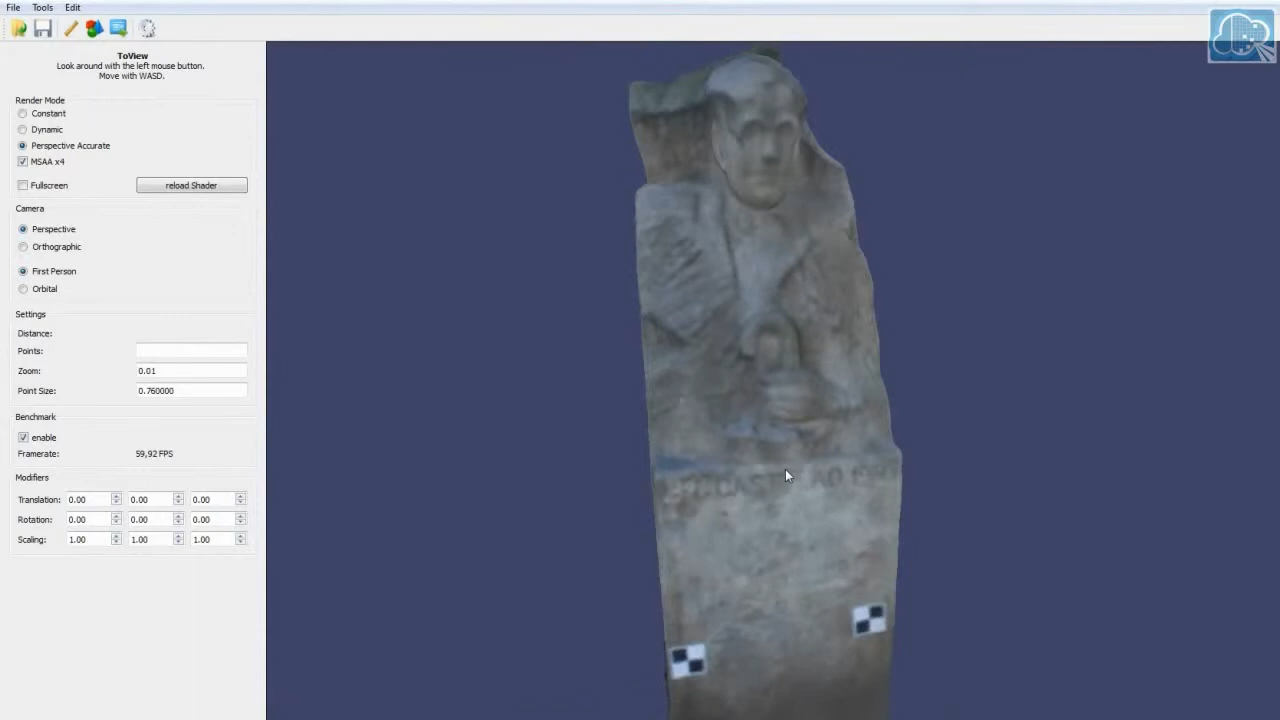 File Tools Edit
ToView
Look around with the left mouse button.
Move with WASD.
Render Mode
Constant
Dynamic
Perspective Accurate
MSAA x4
Fullscreen reload Shader
Camera
Perspective
Orthographic
First Person
Orbital
Settings
Distance:
Points:
Zoom: 0.01
Point Size: 0.760000
Benchmark
enable
Framerate: 59,92 FPS
Modifiers
Translation: 0.00 0.00 0.00
Rotation: 0.00 0.00 0.00
Scaling: 1.00 1.00 1.00